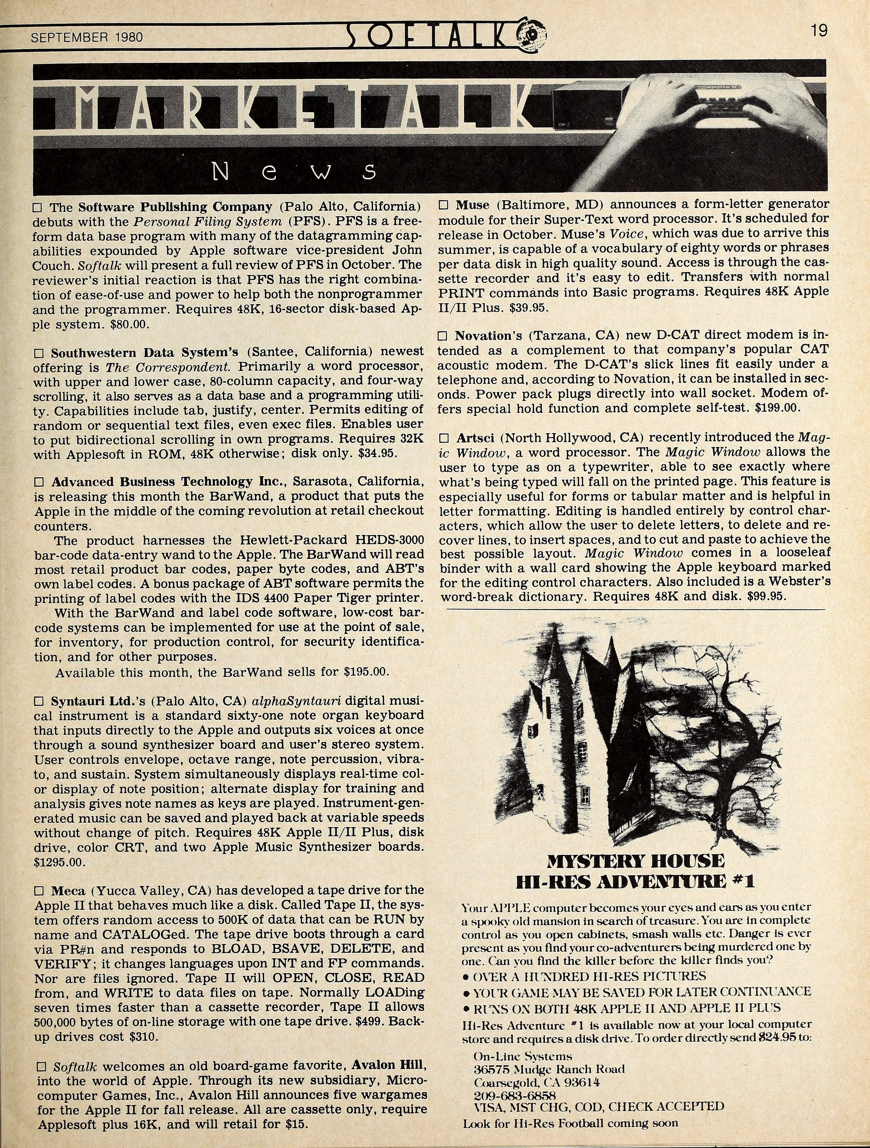 SEPTEMBER 1980
SOFTALK
19
MARKETALK
News
☐ The Software Publishing Company (Palo Alto, California)
debuts with the Personal Filing System (PFS). PFS is a free-
form data base program with many of the datagramming cap-
abilities expounded by Apple software vice-president John
Couch. Softalk will present a full review of PFS in October. The
reviewer's initial reaction is that PFS has the right combina-
tion of ease-of-use and power to help both the nonprogrammer
and the programmer. Requires 48K, 16-sector disk-based Ap-
ple system. $80.00.
☐ Southwestern Data System's (Santee, California) newest
offering is The Correspondent. Primarily a word processor,
with upper and lower case, 80-column capacity, and four-way
scrolling, it also serves as a data base and a programming utili-
ty. Capabilities include tab, justify, center. Permits editing of
random or sequential text files, even exec files. Enables user
to put bidirectional scrolling in own programs. Requires 32K
with Applesoft in ROM, 48K otherwise; disk only. $34.95.
☐ Advanced Business Technology Inc., Sarasota, California,
is releasing this month the BarWand, a product that puts the
Apple in the middle of the coming revolution at retail checkout
counters.
The product harnesses the Hewlett-Packard HEDS-3000
bar-code data-entry wand to the Apple. The BarWand will read
most retail product bar codes, paper byte codes, and ABT's
own label codes. A bonus package of ABT software permits the
printing of label codes with the IDS 4400 Paper Tiger printer.
With the BarWand and label code software, low-cost bar-
code systems can be implemented for use at the point of sale,
for inventory, for production control, for security identifica-
tion, and for other purposes.
Available this month, the BarWand sells for $195.00.
☐ Syntauri Ltd.'s (Palo Alto, CA) alphaSyntauri digital musi-
cal instrument is a standard sixty-one note organ keyboard
that inputs directly to the Apple and outputs six voices at once
through a sound synthesizer board and user's stereo system.
User controls envelope, octave range, note percussion, vibra-
to, and sustain. System simultaneously displays real-time col-
or display of note position; alternate display for training and
analysis gives note names as keys are played. Instrument-gen-
erated music can be saved and played back at variable speeds
without change of pitch. Requires 48K Apple II/II Plus, disk
drive, color CRT, and two Apple Music Synthesizer boards.
$1295.00.
☐ Meca (Yucca Valley, CA) has developed a tape drive for the
Apple II that behaves much like a disk. Called Tape II, the sys-
tem offers random access to 500K of data that can be RUN by
name and CATALOGed. The tape drive boots through a card
via PR#n and responds to BLOAD, BSAVE, DELETE, and
VERIFY; it changes languages upon INT and FP commands.
Nor are files ignored. Tape II will OPEN, CLOSE, READ
from, and WRITE to data files on tape. Normally LOADing
seven times faster than a cassette recorder, Tape II allows
500,000 bytes of on-line storage with one tape drive. $499. Back-
up drives cost $310.
☐ Softalk welcomes an old board-game favorite, Avalon Hill,
into the world of Apple. Through its new subsidiary, Micro-
computer Games, Inc., Avalon Hill announces five wargames
for the Apple II for fall release. All are cassette only, require
Applesoft plus 16K, and will retail for $15.
☐ Muse (Baltimore, MD) announces a form-letter generator
module for their Super-Text word processor. It's scheduled for
release in October. Muse's Voice, which was due to arrive this
summer, is capable of a vocabulary of eighty words or phrases
per data disk in high quality sound. Access is through the cas-
sette recorder and it's easy to edit. Transfers with normal
PRINT commands into Basic programs. Requires 48K Apple
II/II Plus. $39.95.
☐ Novation's (Tarzana, CA) new D-CAT direct modem is in-
tended as a complement to that company's popular CAT
acoustic modem. The D-CAT's slick lines fit easily under a
telephone and, according to Novation, it can be installed in sec-
onds. Power pack plugs directly into wall socket. Modem of-
fers special hold function and complete self-test. $199.00.
☐ Artsci (North Hollywood, CA) recently introduced the Mag-
ic Window, a word processor. The Magic Window allows the
user to type as on a typewriter, able to see exactly where
what's being typed will fall on the printed page. This feature is
especially useful for forms or tabular matter and is helpful in
letter formatting. Editing is handled entirely by control char-
acters, which allow the user to delete letters, to delete and re-
cover lines, to insert spaces, and to cut and paste to achieve the
best possible layout. Magic Window comes in a looseleaf
binder with a wall card showing the Apple keyboard marked
for the editing control characters. Also included is a Webster's
word-break dictionary. Requires 48K and disk. $99.95.
MYSTERY HOUSE
HI-RES ADVENTURE #1
Your APPLE computer becomes your eyes and ears as you enter
a spooky old mansion in search of treasure. You are in complete
control as you open cabinets, smash walls etc. Danger is ever
present as you find your co-adventurers being murdered one by
one. Can you find the killer before the killer finds you?
• OVER A HUNDRED HI-RES PICTURES
• YOUR GAME MAY BE SAVED FOR LATER CONTINUANCE
• RUNS ON BOTH 48K APPLE II AND APPLE II PLUS
Hi-Res Adventure #1 is available now at your local computer
store and requires a disk drive. To order directly send $24.95 to:
On-Line Systems
36575 Mudge Ranch Road
Coarsegold, CA 93614
209-683-6858
VISA, MST CHG, COD, CHECK ACCEPTED
Look for Hi-Res Football coming soon